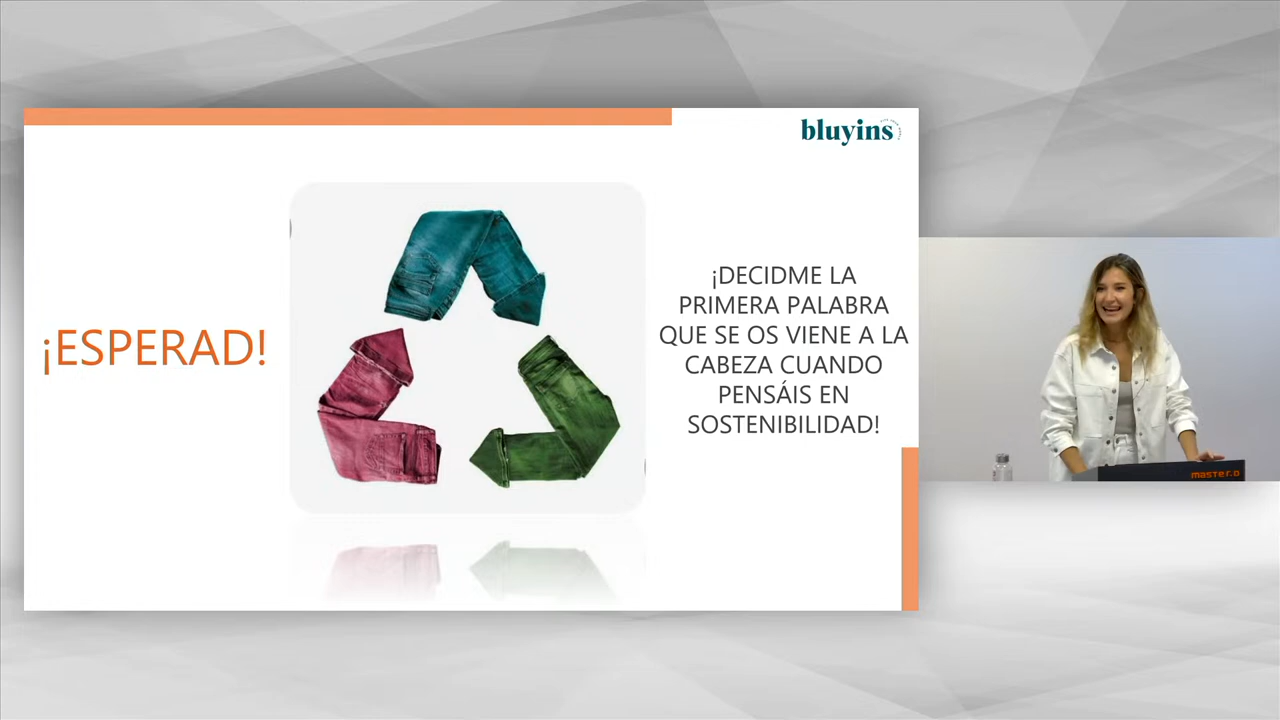 bluyins
¡ESPERAD!
¡DECIDME LA
PRIMERA PALABRA
QUE SE OS VIENE A LA
CABEZA CUANDO
PENSÁIS EN
SOSTENIBILIDAD!
MASTER.D